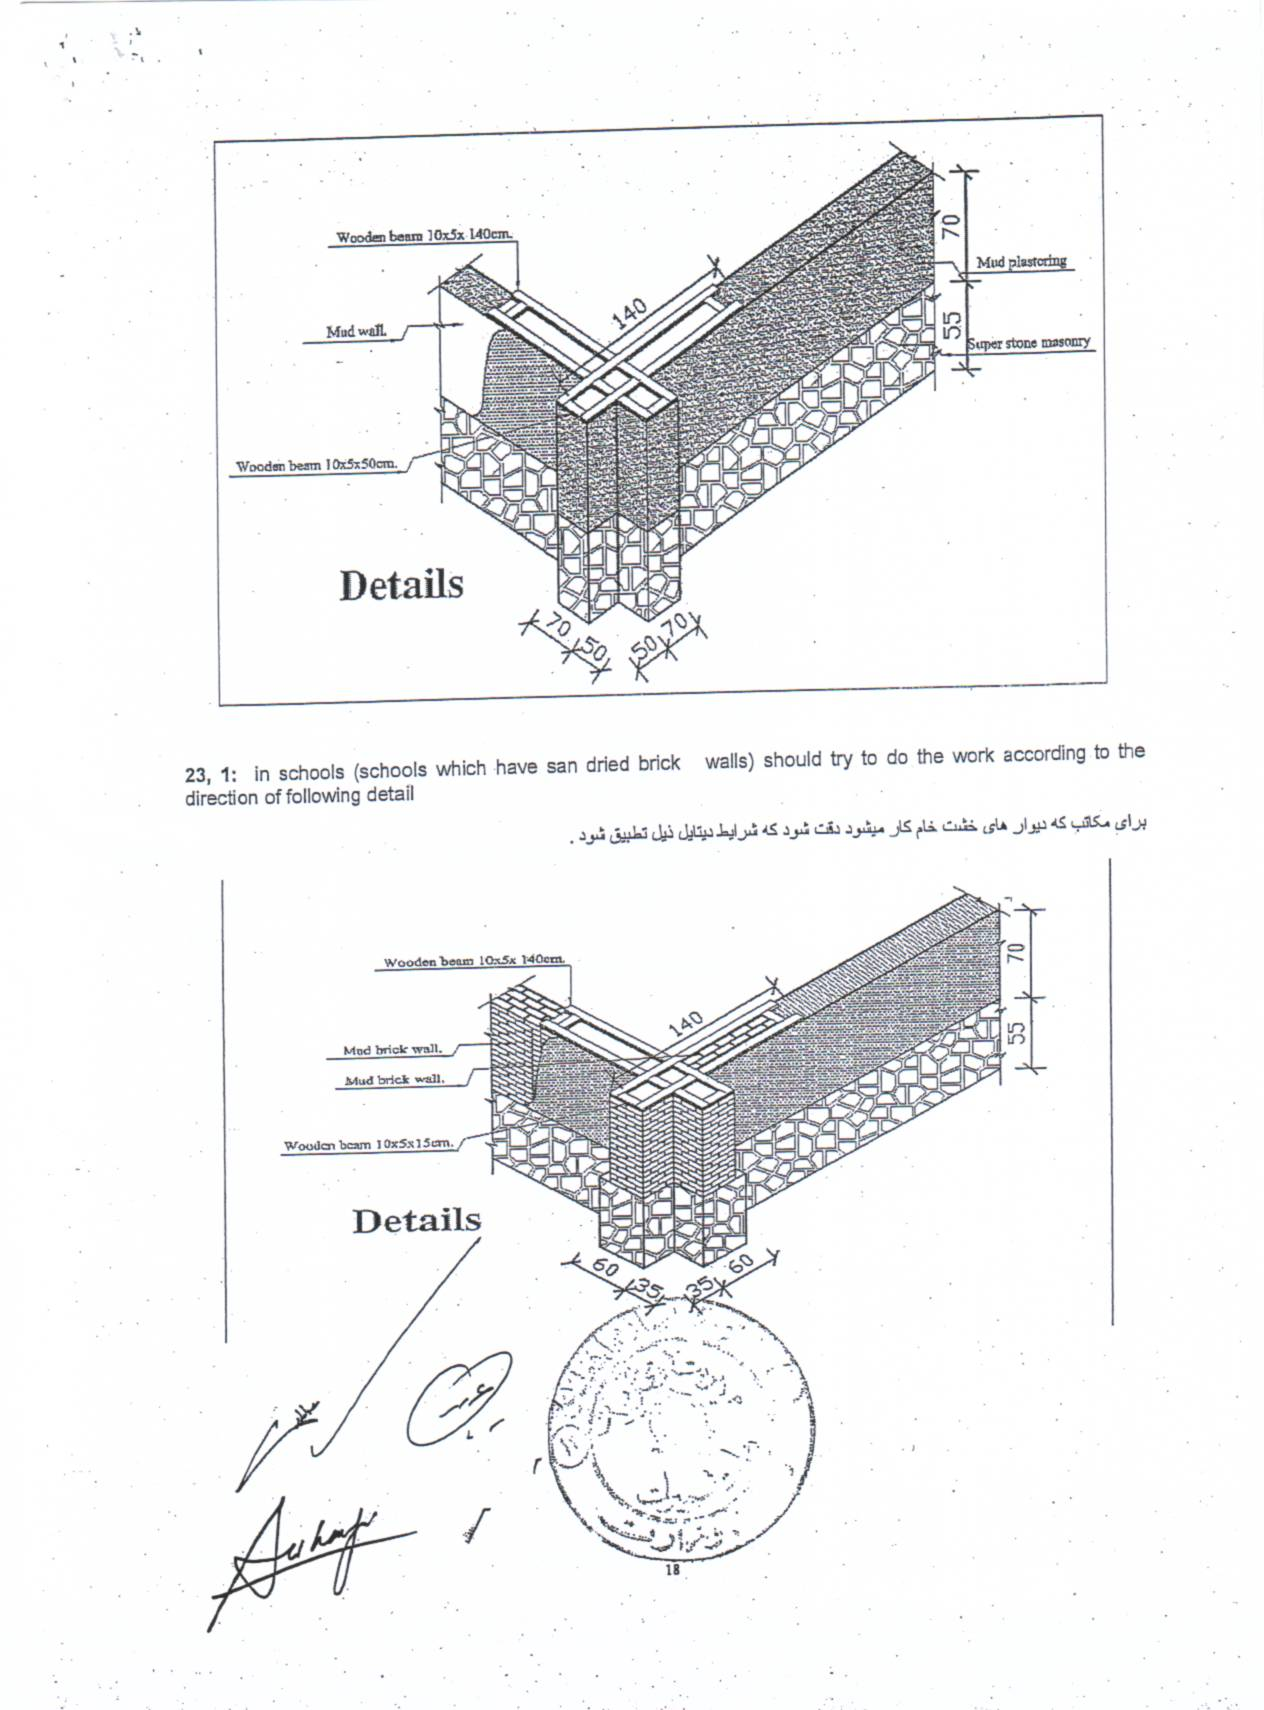 Wooden beam 10x5x 140cm.
140
70
Mud plastering
Mud wall.
55
Super stone masonry
Wooden beam 10x5x50cm.
Details
70
50
50
70
23, 1: in schools (schools which have san dried brick walls) should try to do the work according to the
direction of following detail
برای مکاتب که دیوار های خشت خام کار میشود دقت شود که شرایط دیتایل ذیل تطبیق شود .
Wooden beam 10x5x 140cm.
140
70
Mud brick wall.
55
Mud brick wall.
Wooden beam 10x5x15cm.
Details
60
35
35
60
وزارت
18